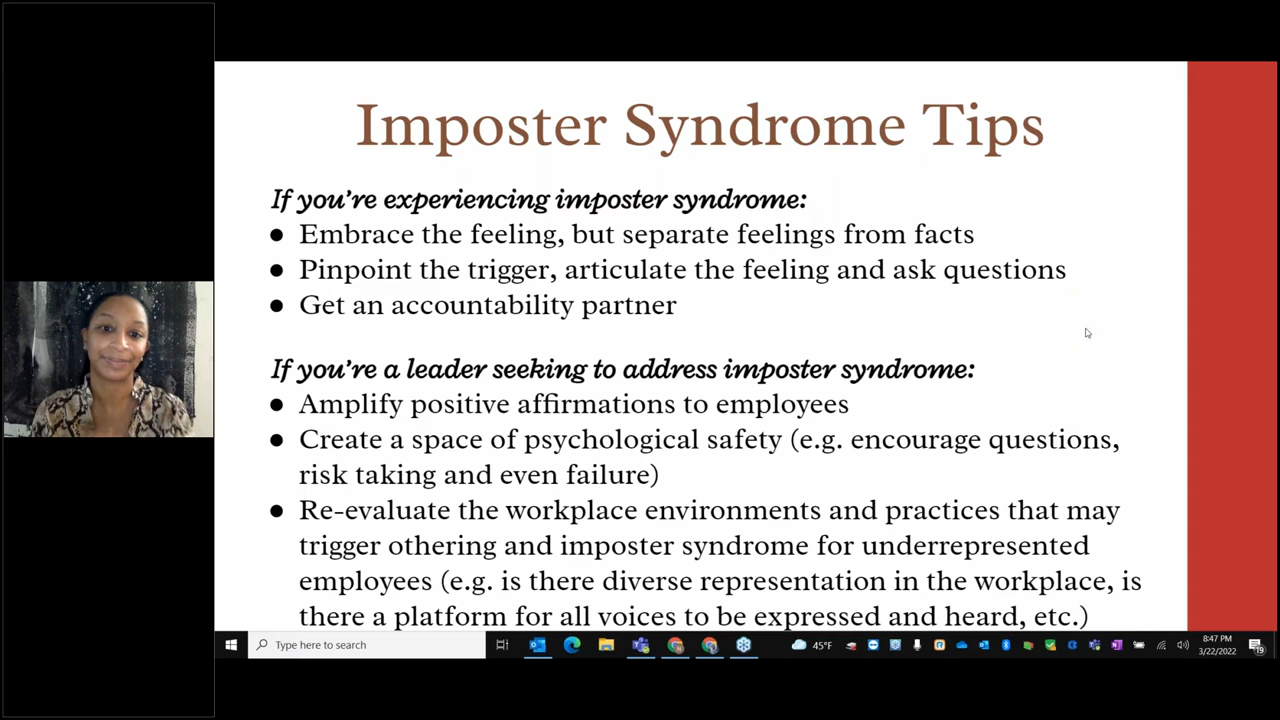 Imposter Syndrome Tips
If you're experiencing imposter syndrome:
● Embrace the feeling, but separate feelings from facts
● Pinpoint the trigger, articulate the feeling and ask questions
● Get an accountability partner
If you're a leader seeking to address imposter syndrome:
● Amplify positive affirmations to employees
● Create a space of psychological safety (e.g. encourage questions,
risk taking and even failure)
● Re-evaluate the workplace environments and practices that may
trigger othering and imposter syndrome for underrepresented
employees (e.g. is there diverse representation in the workplace, is
there a platform for all voices to be expressed and heard, etc.)
Type here to search
45°F
8:47 PM
3/22/2022
19